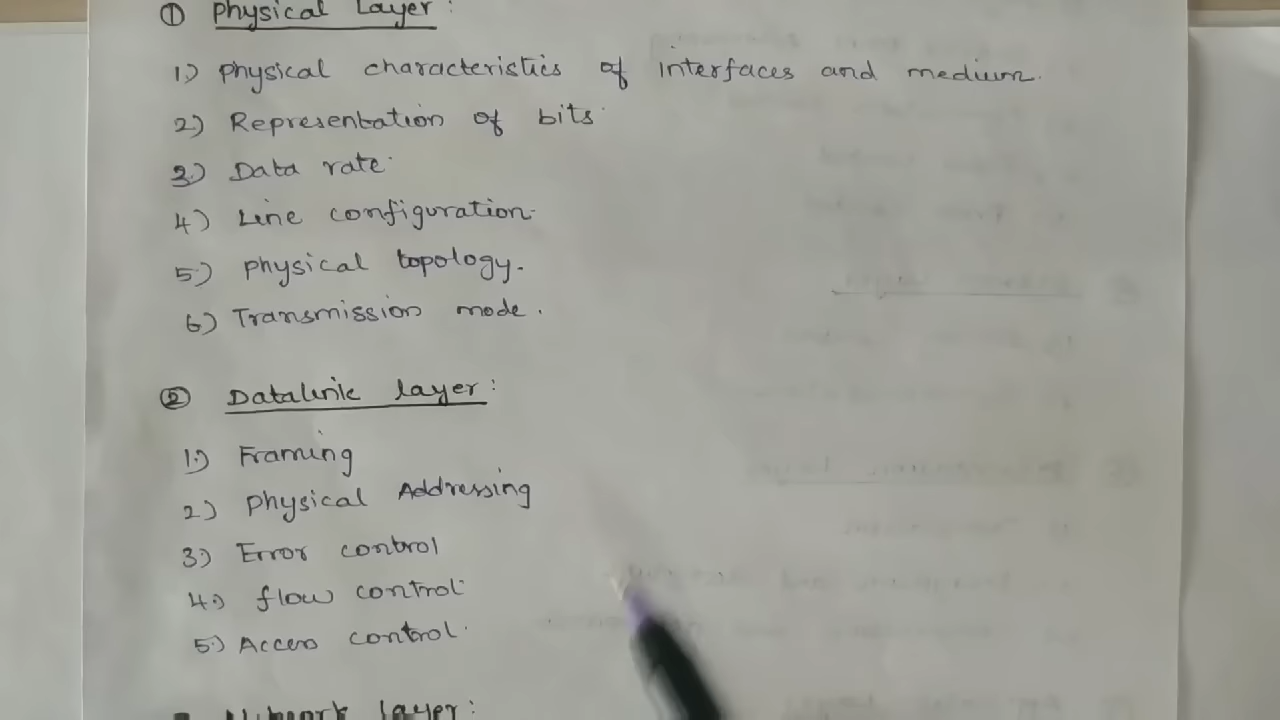 ① Physical Layer:
1.) Physical characteristics of interfaces and medium.
2.) Representation of bits.
3.) Data rate.
4.) Line configuration.
5.) Physical topology.
6.) Transmission mode.
② Datalink layer:
1.) Framing
2.) Physical Addressing
3.) Error control
4.) flow control.
5.) Access control.
Network layer: